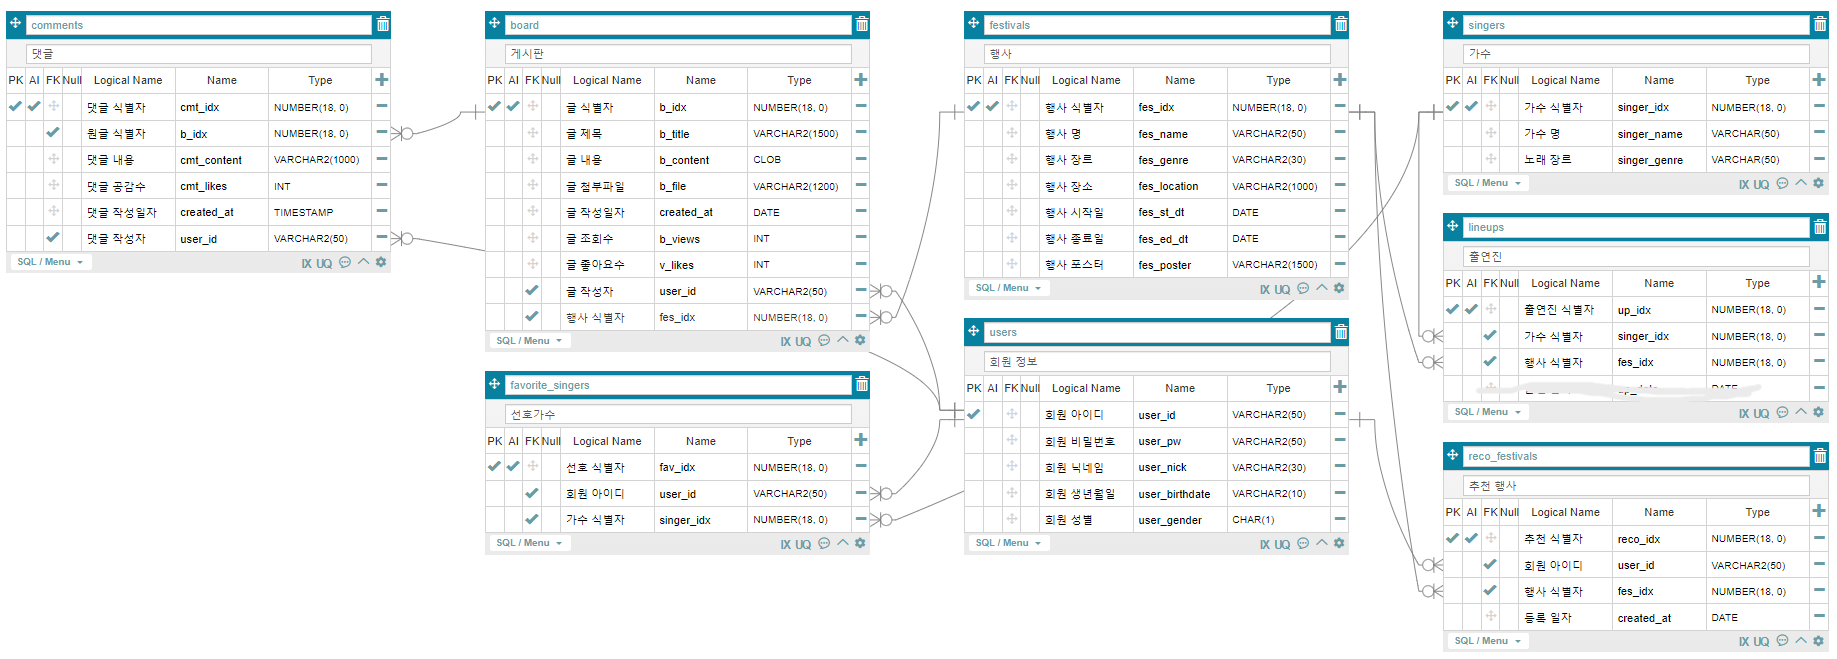 comments
댓글
PK AI FK Null Logical Name Name Type
댓글 식별자 cmt_idx NUMBER(18, 0)
원글 식별자 b_idx NUMBER(18, 0)
댓글 내용 cmt_content VARCHAR2(1000)
댓글 공감수 cmt_likes INT
댓글 작성일자 created_at TIMESTAMP
댓글 작성자 user_id VARCHAR2(50)
SQL / Menu IX UQ
board
게시판
PK AI FK Null Logical Name Name Type
글 식별자 b_idx NUMBER(18, 0)
글 제목 b_title VARCHAR2(1500)
글 내용 b_content CLOB
글 첨부파일 b_file VARCHAR2(1200)
글 작성일자 created_at DATE
글 조회수 b_views INT
글 좋아요수 v_likes INT
글 작성자 user_id VARCHAR2(50)
행사 식별자 fes_idx NUMBER(18, 0)
SQL / Menu IX UQ
favorite_singers
선호가수
PK AI FK Null Logical Name Name Type
선호 식별자 fav_idx NUMBER(18, 0)
회원 아이디 user_id VARCHAR2(50)
가수 식별자 singer_idx NUMBER(18, 0)
SQL / Menu IX UQ
festivals
행사
PK AI FK Null Logical Name Name Type
행사 식별자 fes_idx NUMBER(18, 0)
행사 명 fes_name VARCHAR2(50)
행사 장르 fes_genre VARCHAR2(30)
행사 장소 fes_location VARCHAR2(1000)
행사 시작일 fes_st_dt DATE
행사 종료일 fes_ed_dt DATE
행사 포스터 fes_poster VARCHAR2(1500)
SQL / Menu IX UQ
users
회원 정보
PK AI FK Null Logical Name Name Type
회원 아이디 user_id VARCHAR2(50)
회원 비밀번호 user_pw VARCHAR2(50)
회원 닉네임 user_nick VARCHAR2(30)
회원 생년월일 user_birthdate VARCHAR2(10)
회원 성별 user_gender CHAR(1)
SQL / Menu IX UQ
singers
가수
PK AI FK Null Logical Name Name Type
가수 식별자 singer_idx NUMBER(18, 0)
가수 명 singer_name VARCHAR(50)
노래 장르 singer_genre VARCHAR(50)
SQL / Menu IX UQ
lineups
출연진
PK AI FK Null Logical Name Name Type
출연진 식별자 up_idx NUMBER(18, 0)
가수 식별자 singer_idx NUMBER(18, 0)
행사 식별자 fes_idx NUMBER(18, 0)
DATE
SQL / Menu IX UQ
reco_festivals
추천 행사
PK AI FK Null Logical Name Name Type
추천 식별자 reco_idx NUMBER(18, 0)
회원 아이디 user_id VARCHAR2(50)
행사 식별자 fes_idx NUMBER(18, 0)
등록 일자 created_at DATE
SQL / Menu IX UQ